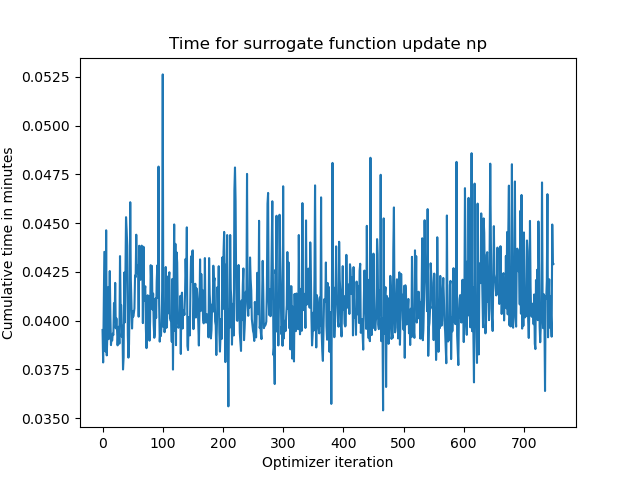 Time for surrogate function update np
Cumulative time in minutes
0.0525
0.0500
0.0475
0.0450
0.0425
0.0400
0.0375
0.0350
0 100 200 300 400 500 600 700
Optimizer iteration